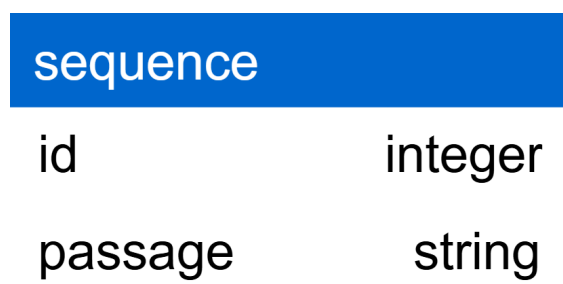 sequence
id integer
passage string